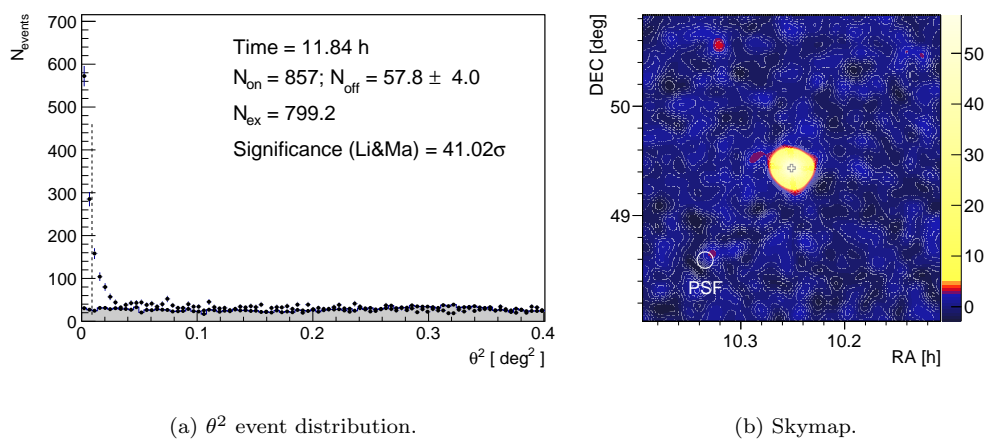 N_events
700
600
500
400
300
200
100
0
Time = 11.84 h
N_on = 857; N_off = 57.8 ± 4.0
N_ex = 799.2
Significance (Li&Ma) = 41.02σ
0 0.1 0.2 0.3 0.4
θ² [ deg² ]
DEC [deg]
50
49
PSF
10.3 10.2
RA [h]
50
40
30
20
10
0
(a) θ² event distribution.
(b) Skymap.